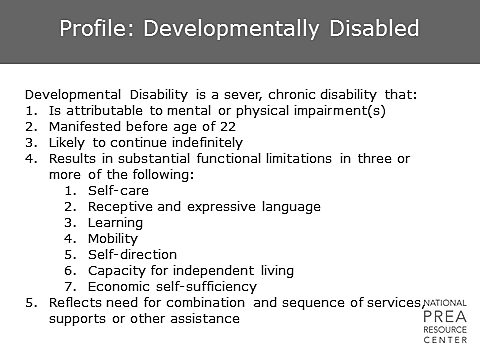 Profile: Developmentally Disabled
Developmental Disability is a sever, chronic disability that:
1. Is attributable to mental or physical impairment(s)
2. Manifested before age of 22
3. Likely to continue indefinitely
4. Results in substantial functional limitations in three or
more of the following:
1. Self-care
2. Receptive and expressive language
3. Learning
4. Mobility
5. Self-direction
6. Capacity for independent living
7. Economic self-sufficiency
5. Reflects need for combination and sequence of services,
supports or other assistance
NATIONAL
PREA
RESOURCE
CENTER